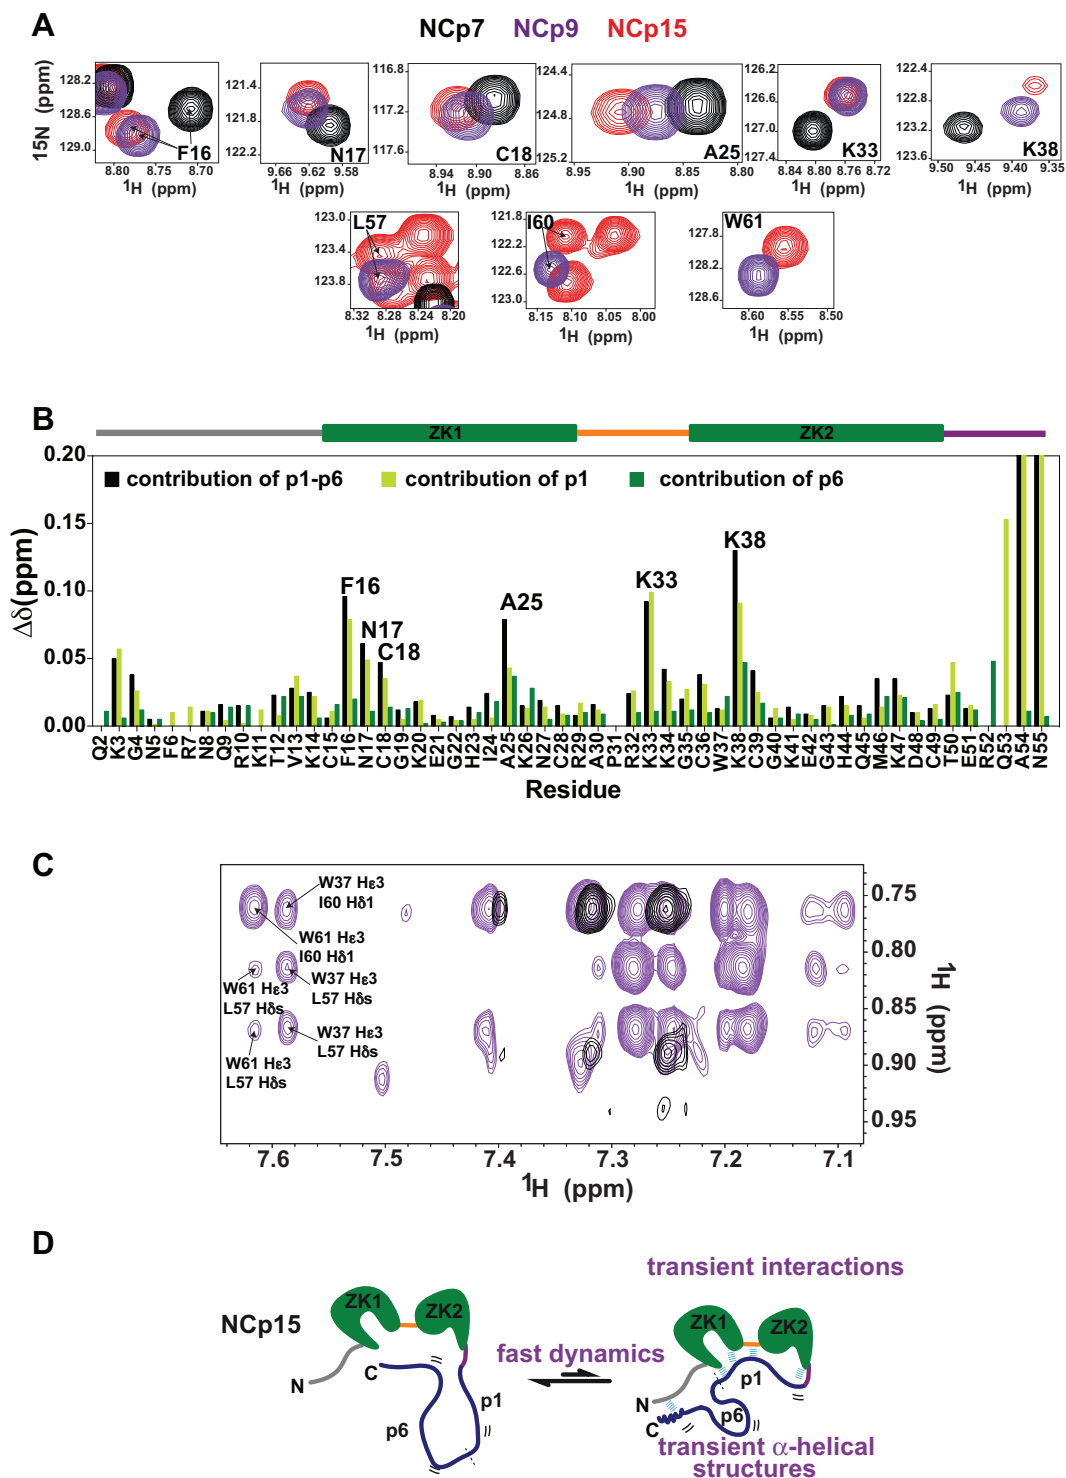 A
NCp7 NCp9 NCp15
15N (ppm)
128.2
128.6
129.0
F16
8.80 8.70
1H (ppm)
121.4
121.8
122.2
N17
9.66 9.62 9.58
1H (ppm)
116.8
117.2
117.6
C18
8.94 8.90 8.86
1H (ppm)
124.4
124.8
125.2
A25
8.95 8.90 8.85 8.80
1H (ppm)
126.2
126.6
127.0
127.4
K33
8.84 8.80 8.76 8.72
1H (ppm)
122.4
122.8
123.2
123.6
K38
9.50 9.45 9.40 9.35
1H (ppm)
123.0
123.4
123.8
L57
8.32 8.28 8.24 8.20
1H (ppm)
121.8
122.2
122.6
123.0
I60
8.15 8.10 8.05 8.00
1H (ppm)
127.8
128.2
128.6
W61
8.60 8.55 8.50
1H (ppm)
B
ZK1 ZK2
contribution of p1-p6 contribution of p1 contribution of p6
Δδ(ppm)
0.20
0.15
0.10
0.05
0.00
F16
N17
C18
A25
K33
K38
Q2 K3 G4 N5 F6 R7 N8 Q9 R10 K11 T12 V13 K14 C15 F16 N17 C18 G19 K20 E21 G22 H23 I24 A25 K26 N27 C28 R29 A30 P31 R32 K33 K34 G35 C36 W37 K38 C39 G40 K41 E42 G43 H44 Q45 M46 K47 D48 C49 T50 E51 R52 Q53 A54 N55
Residue
C
W37 Hε3
I60 Hδ1
W61 Hε3
I60 Hδ1
W61 Hε3
L57 Hδs
W37 Hε3
L57 Hδs
W37 Hε3
L57 Hδs
W61 Hε3
L57 Hδs
0.75
0.80
0.85
0.90
0.95
1H (ppm)
7.6 7.5 7.4 7.3 7.2 7.1
1H (ppm)
D
NCp15
ZK1
ZK2
N
C
p6
p1
fast dynamics
transient interactions
ZK1
ZK2
p1
N
C
p6
transient α-helical
structures